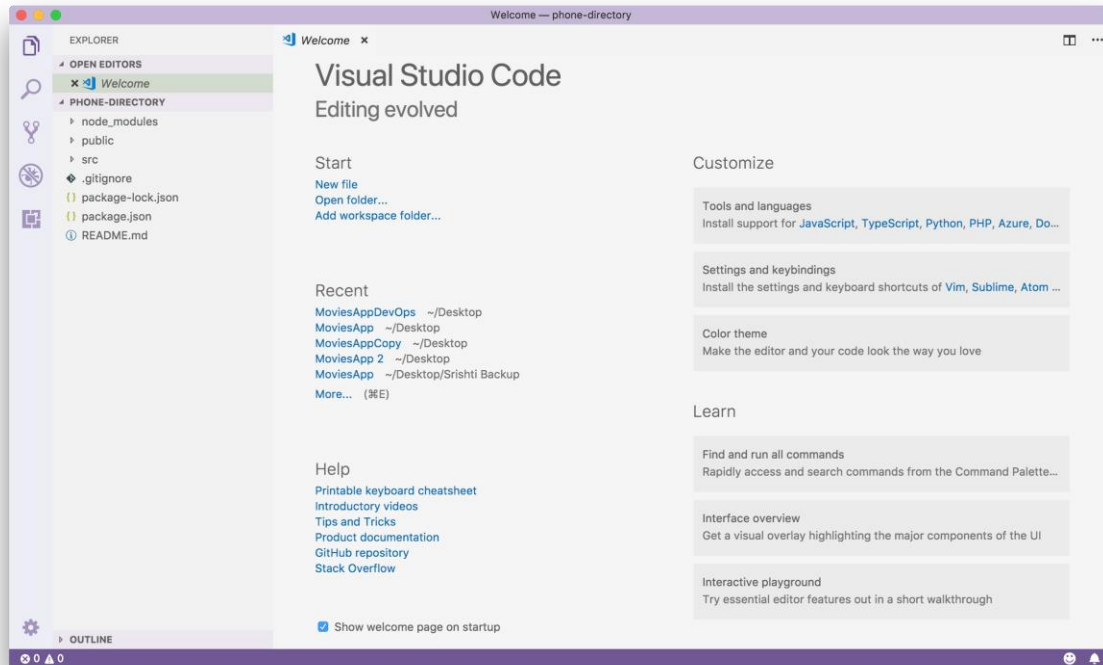 Welcome — phone-directory
EXPLORER
OPEN EDITORS
Welcome
PHONE-DIRECTORY
node_modules
public
src
.gitignore
{} package-lock.json
{} package.json
README.md
OUTLINE
Welcome
Visual Studio Code
Editing evolved
Start
New file
Open folder...
Add workspace folder...
Recent
MoviesAppDevOps ~/Desktop
MoviesApp ~/Desktop
MoviesAppCopy ~/Desktop
MoviesApp 2 ~/Desktop
MoviesApp ~/Desktop/Srishti Backup
More... (⌘E)
Help
Printable keyboard cheatsheet
Introductory videos
Tips and Tricks
Product documentation
GitHub repository
Stack Overflow
Show welcome page on startup
Customize
Tools and languages
Install support for JavaScript, TypeScript, Python, PHP, Azure, Do...
Settings and keybindings
Install the settings and keyboard shortcuts of Vim, Sublime, Atom ...
Color theme
Make the editor and your code look the way you love
Learn
Find and run all commands
Rapidly access and search commands from the Command Palette...
Interface overview
Get a visual overlay highlighting the major components of the UI
Interactive playground
Try essential editor features out in a short walkthrough
0 0